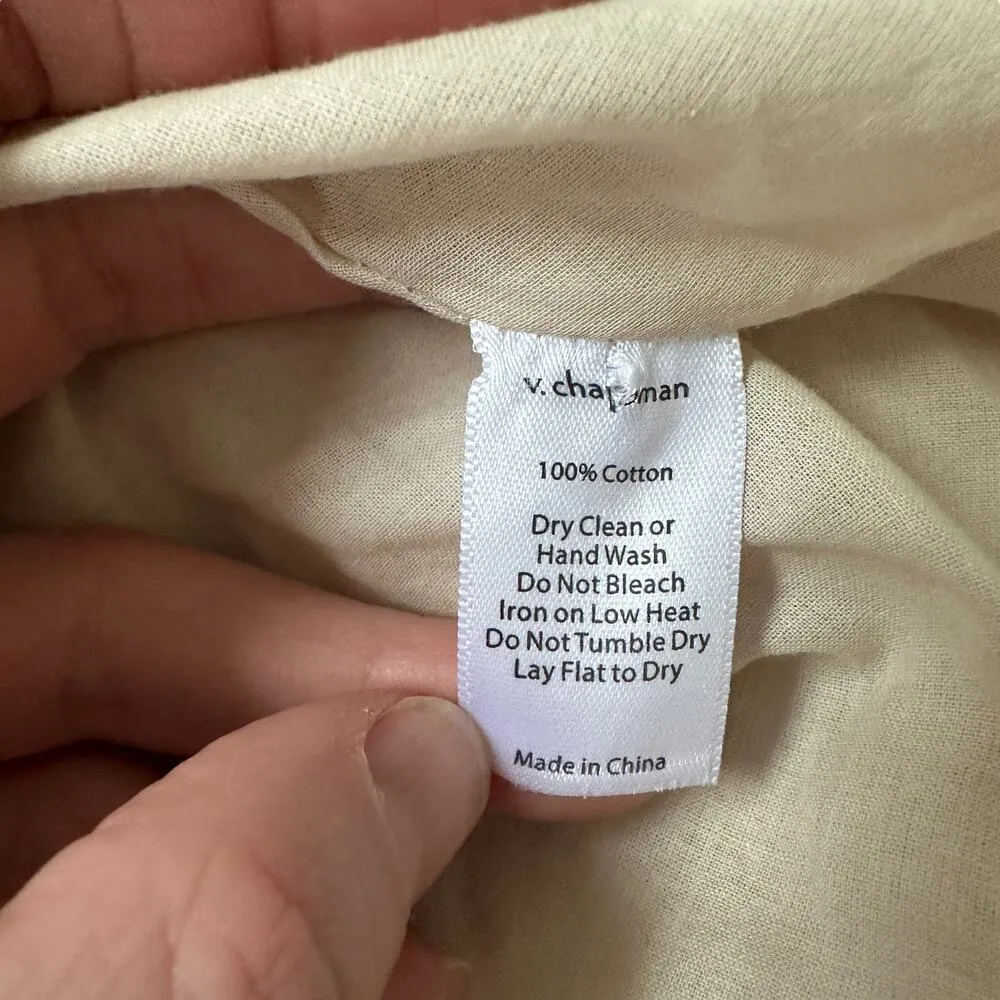 v. chapman
100% Cotton
Dry Clean or
Hand Wash
Do Not Bleach
Iron on Low Heat
Do Not Tumble Dry
Lay Flat to Dry
Made in China